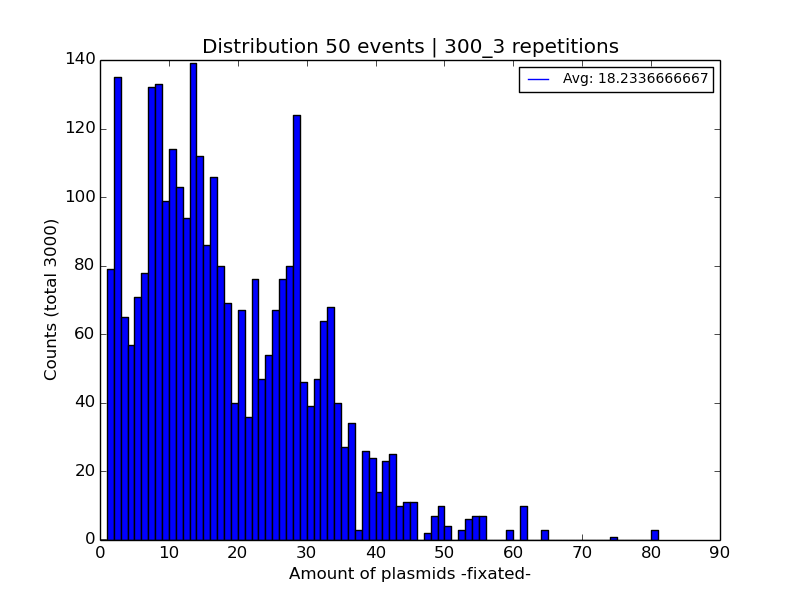 Distribution 50 events | 300_3 repetitions
Avg: 18.2336666667
140
120
100
80
60
40
20
0
Counts (total 3000)
0 10 20 30 40 50 60 70 80 90
Amount of plasmids -fixated-